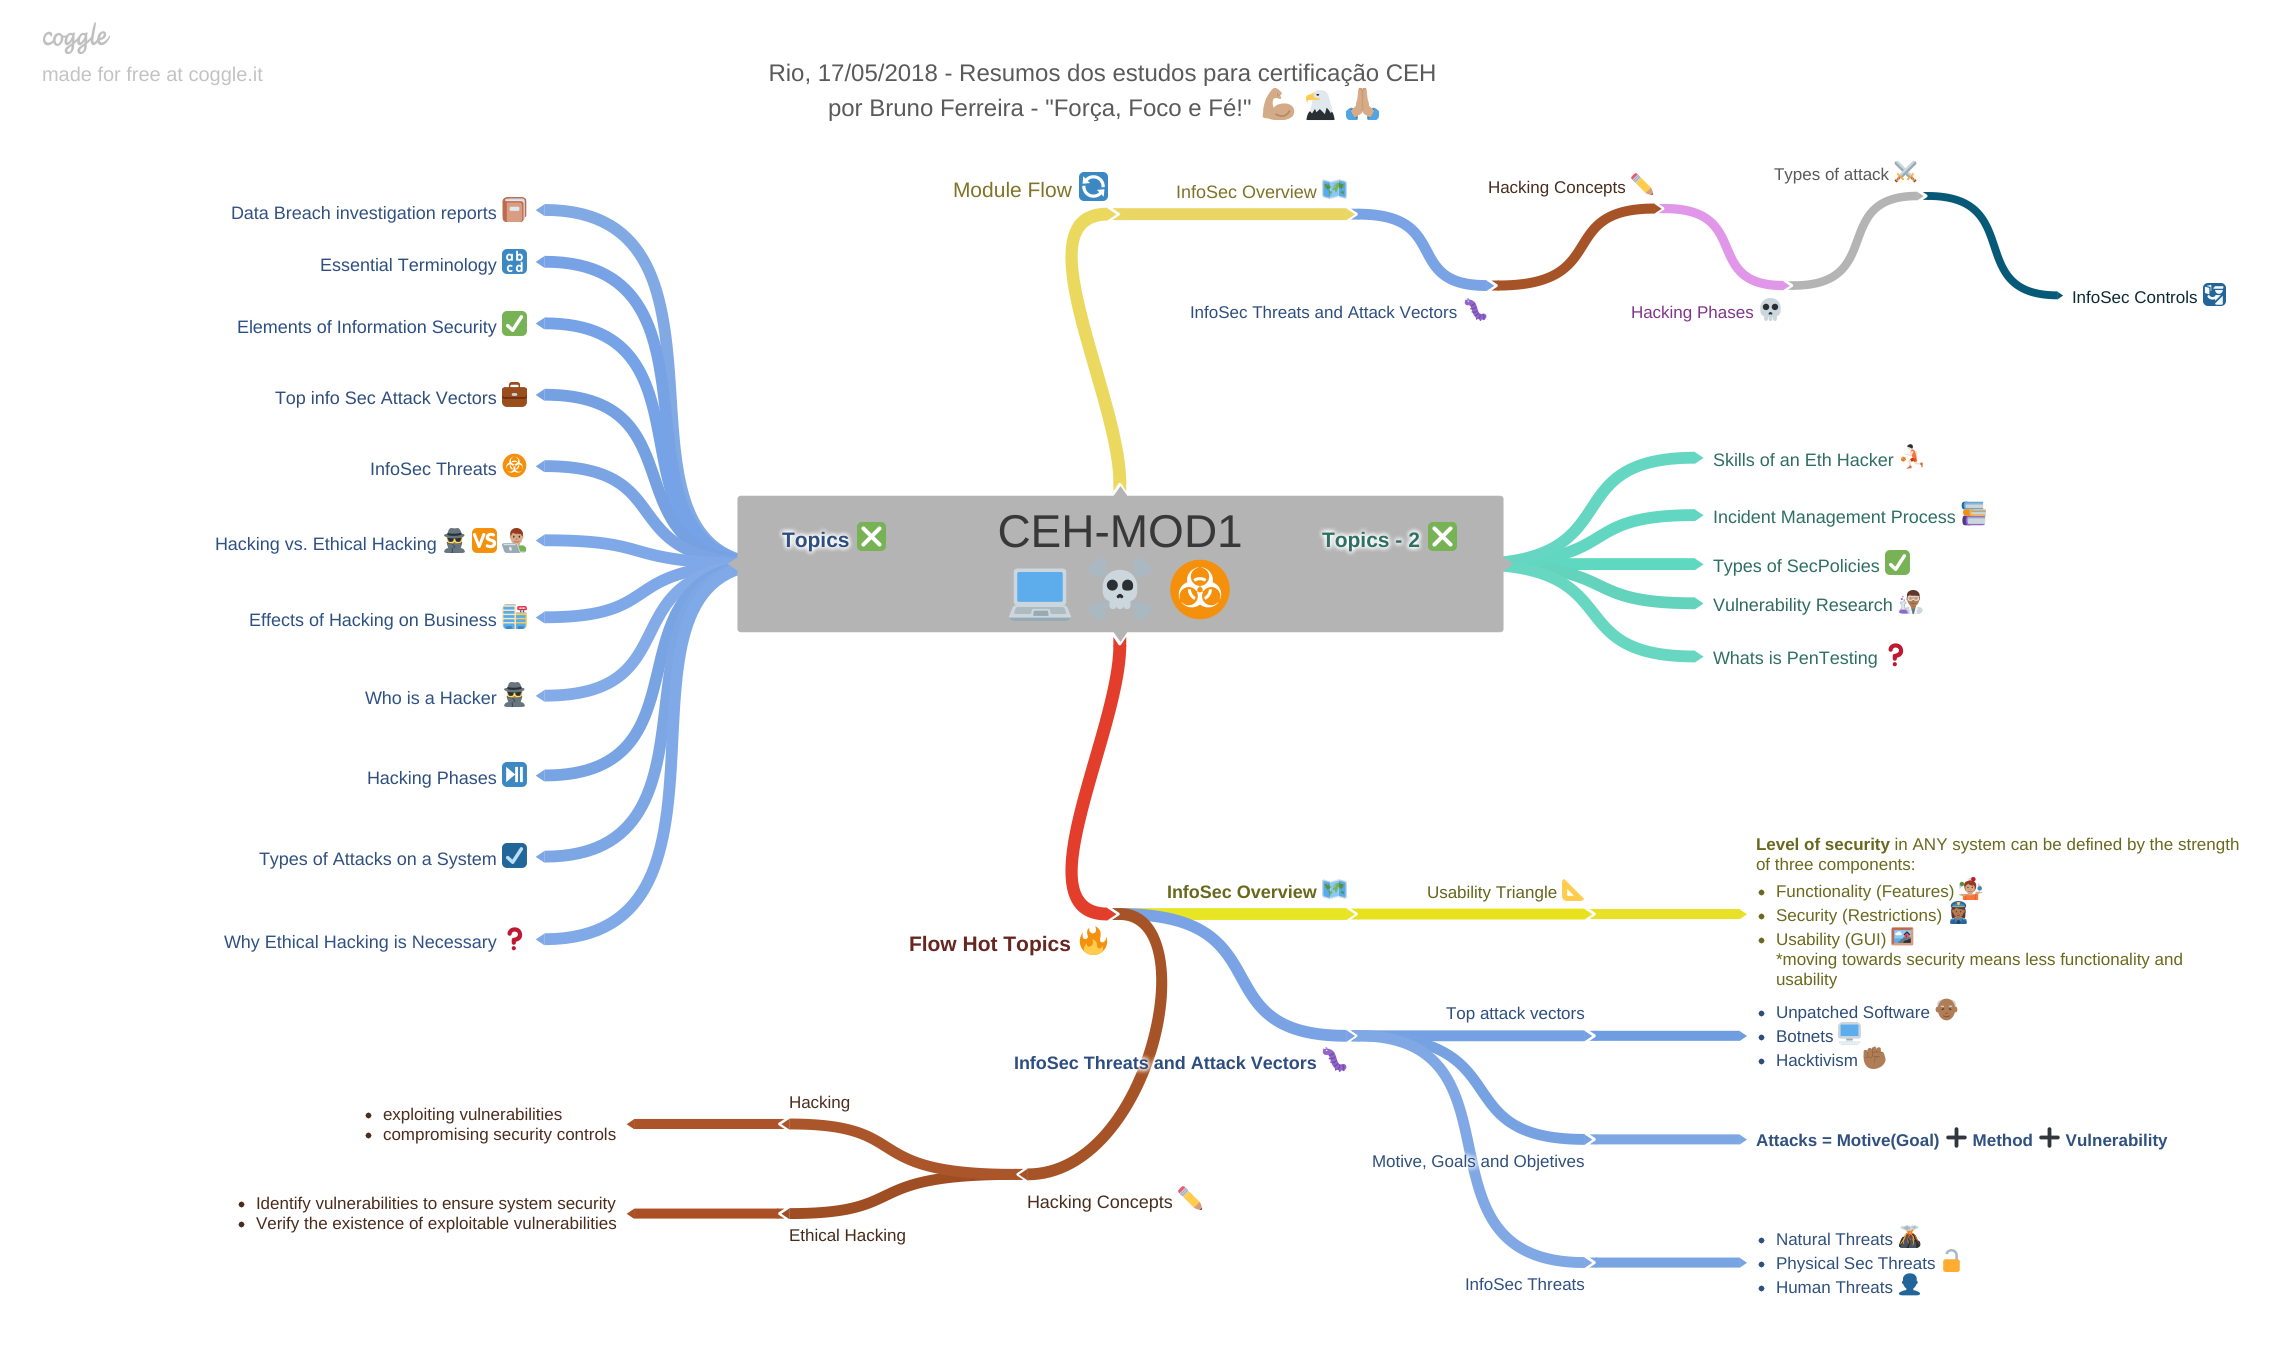 coggle
made for free at coggle.it
Rio, 17/05/2018 - Resumos dos estudos para certificação CEH
por Bruno Ferreira - "Força, Foco e Fé!"
Module Flow
InfoSec Overview
InfoSec Threats and Attack Vectors
Hacking Concepts
Hacking Phases
Types of attack
InfoSec Controls
Data Breach investigation reports
Essential Terminology
Elements of Information Security
Top info Sec Attack Vectors
InfoSec Threats
Hacking vs. Ethical Hacking VS
Effects of Hacking on Business
Who is a Hacker
Hacking Phases
Types of Attacks on a System
Why Ethical Hacking is Necessary
Topics
CEH-MOD1
Topics - 2
Skills of an Eth Hacker
Incident Management Process
Types of SecPolicies
Vulnerability Research
Whats is PenTesting
Flow Hot Topics
InfoSec Overview
Usability Triangle
Level of security in ANY system can be defined by the strength
of three components:
Functionality (Features)
Security (Restrictions)
Usability (GUI)
*moving towards security means less functionality and
usability
InfoSec Threats and Attack Vectors
Top attack vectors
Unpatched Software
Botnets
Hacktivism
Motive, Goals and Objetives
Attacks = Motive(Goal) ➕ Method ➕ Vulnerability
InfoSec Threats
Natural Threats
Physical Sec Threats
Human Threats
Hacking Concepts
Hacking
exploiting vulnerabilities
compromising security controls
Ethical Hacking
Identify vulnerabilities to ensure system security
Verify the existence of exploitable vulnerabilities